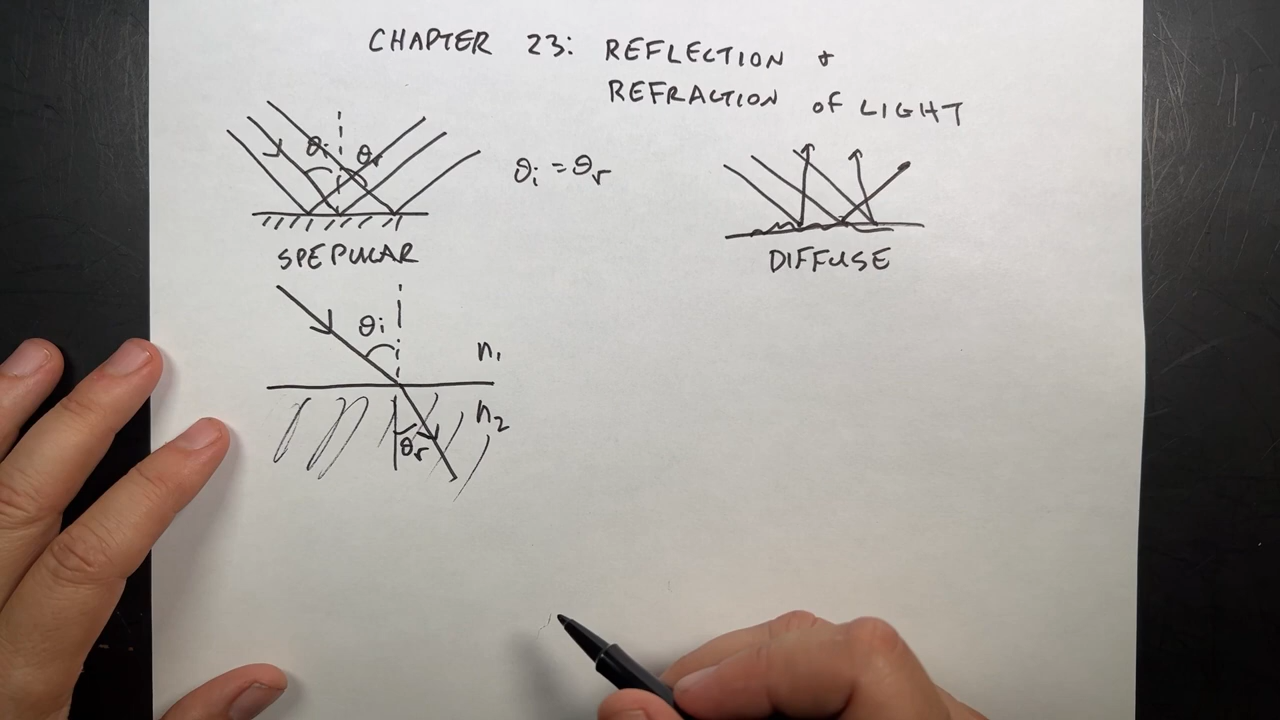 CHAPTER 23: REFLECTION +
REFRACTION of LIGHT
θi θr
θi = θr
SPEPULAR
DIFFUSE
θi
n1
n2
θr